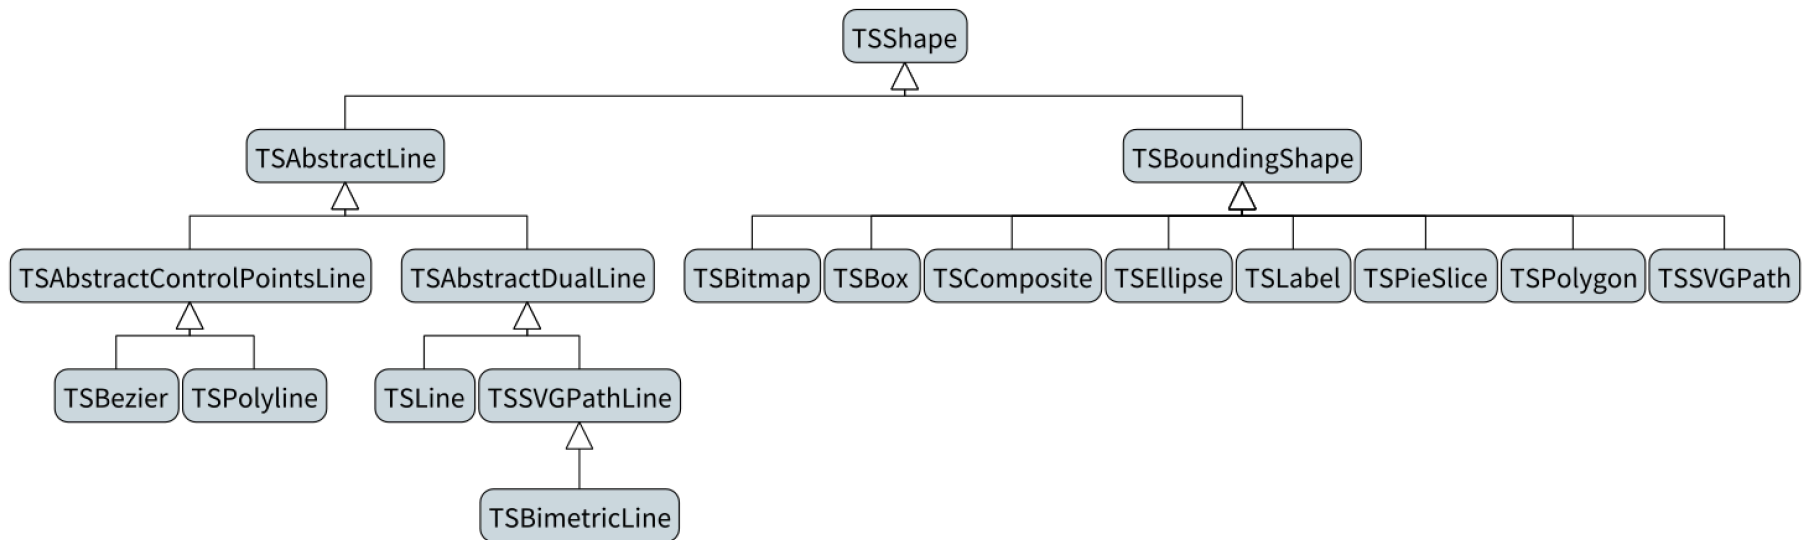 TSShape
TSAbstractLine
TSBoundingShape
TSAbstractControlPointsLine
TSAbstractDualLine
TSBitmap
TSBox
TSComposite
TSEllipse
TSLabel
TSPieSlice
TSPolygon
TSSVGPath
TSBezier
TSPolyline
TSLine
TSSVGPathLine
TSBimetricLine